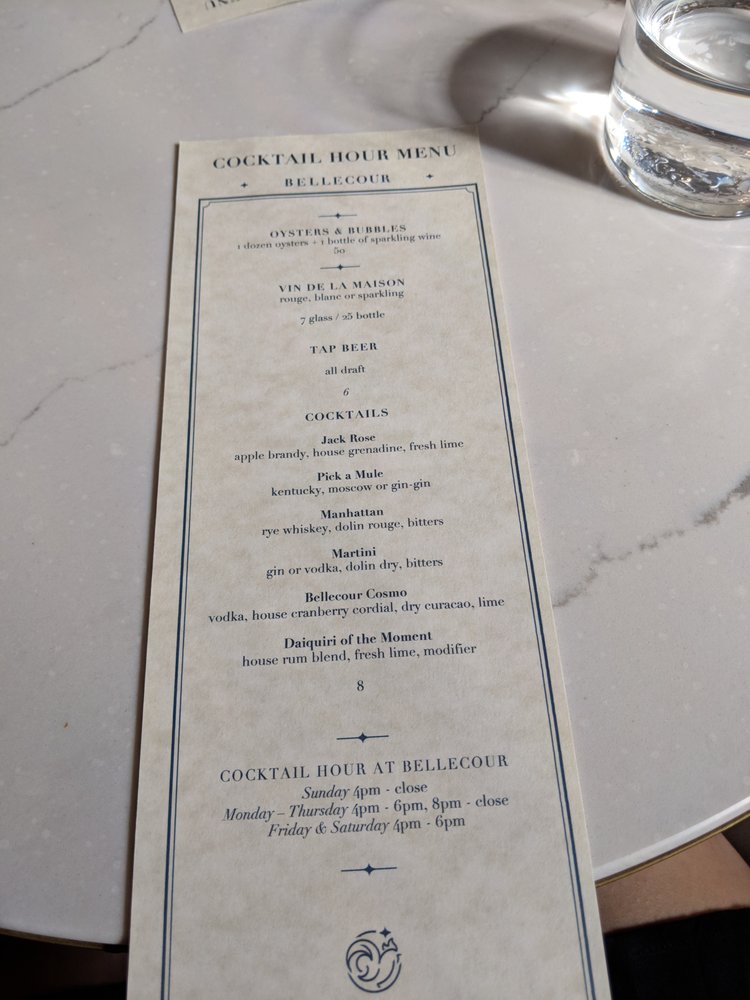 COCKTAIL HOUR MENU
BELLECOUR
OYSTERS & BUBBLES
1 dozen oysters + 1 bottle of sparkling wine
50
VIN DE LA MAISON
rouge, blanc or sparkling
7 glass / 25 bottle
TAP BEER
all draft
6
COCKTAILS
Jack Rose
apple brandy, house grenadine, fresh lime
Pick a Mule
kentucky, moscow or gin-gin
Manhattan
rye whiskey, dolin rouge, bitters
Martini
gin or vodka, dolin dry, bitters
Bellecour Cosmo
vodka, house cranberry cordial, dry curacao, lime
Daiquiri of the Moment
house rum blend, fresh lime, modifier
8
COCKTAIL HOUR AT BELLECOUR
Sunday 4pm - close
Monday – Thursday 4pm - 6pm, 8pm - close
Friday & Saturday 4pm - 6pm